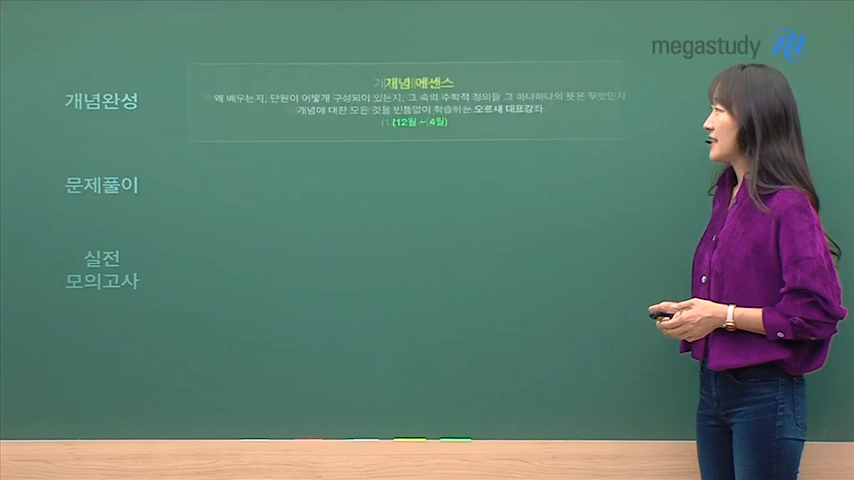 megastudy
개념 에센스
개념완성
왜 배우는지, 단원이 어떻게 구성되어 있는지, 그 속의 수학적 정의들 그 하나하나의 뜻은 무엇인지
개념에 대한 모든 것을 빈틈없이 학습하는 오르새 대표강좌
(12월 ~ 4월)
문제풀이
실전
모의고사